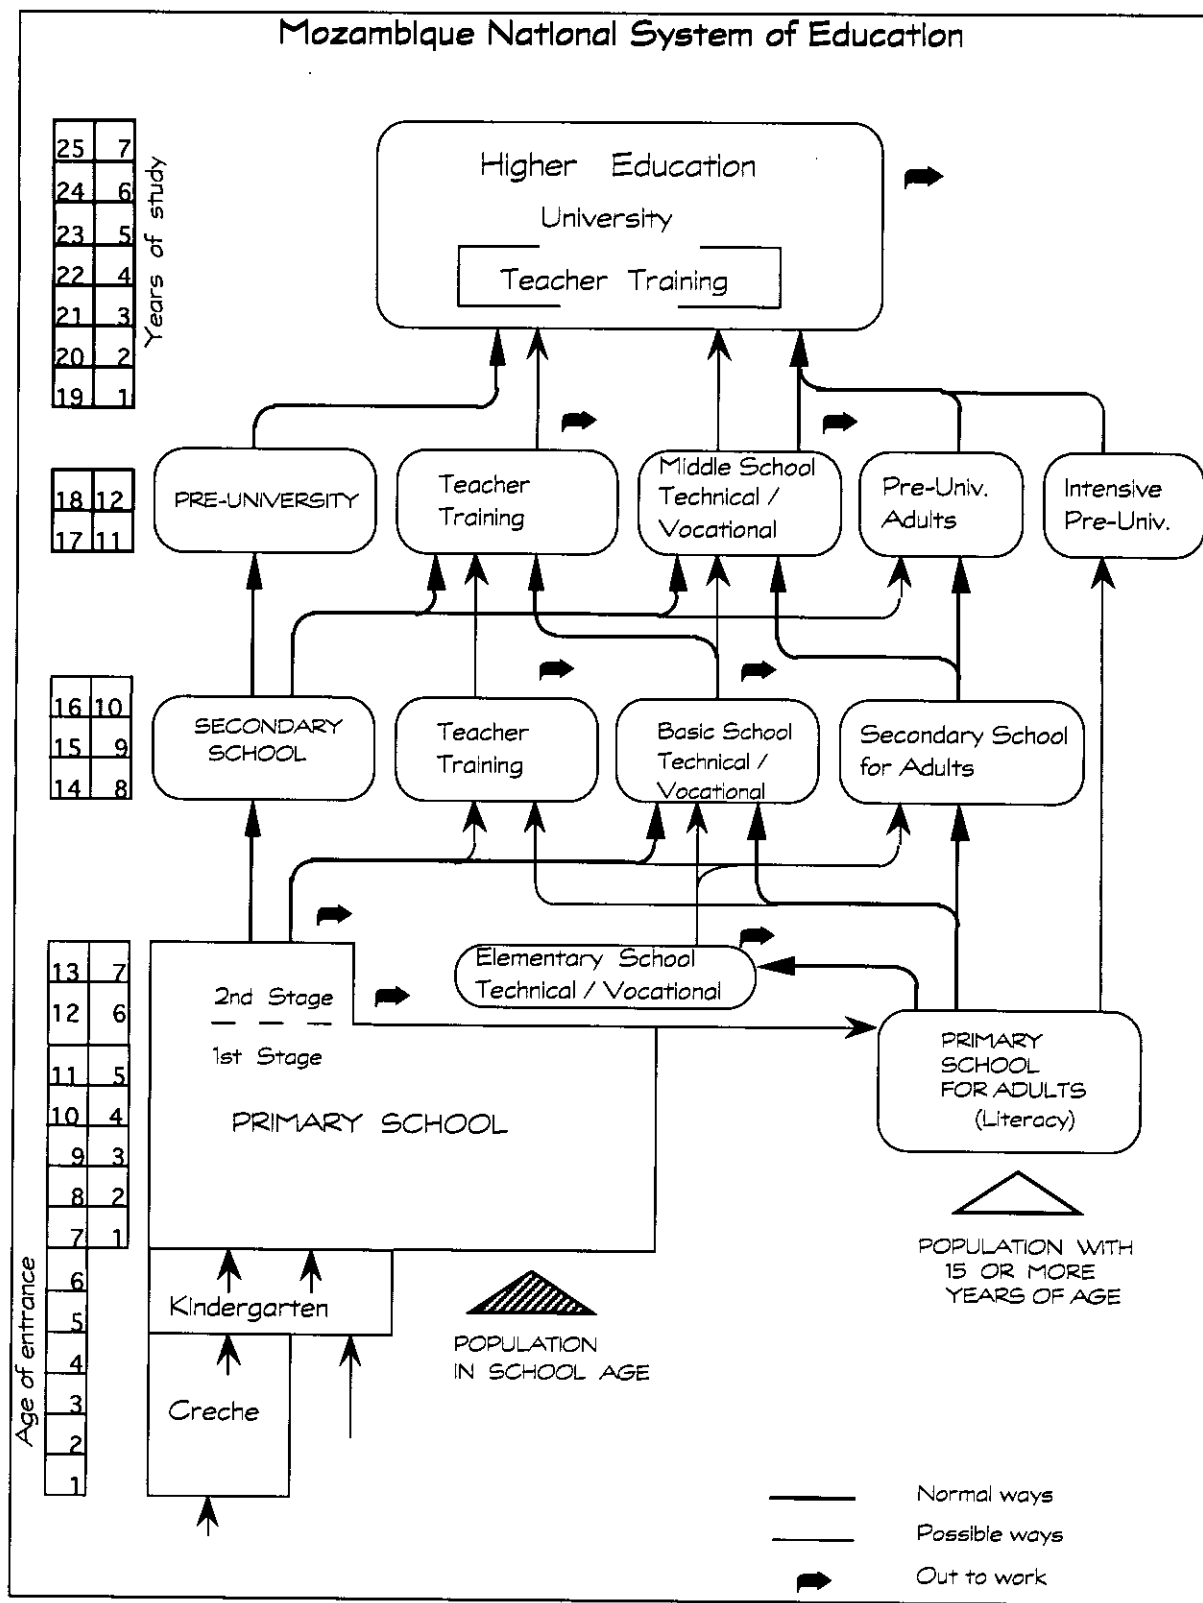 Mozambique National System of Education
25 7
24 6
23 5
22 4
21 3
20 2
19 1
Years of study
Higher Education
University
Teacher Training
18 12
17 11
PRE-UNIVERSITY
Teacher
Training
Middle School
Technical /
Vocational
Pre-Univ.
Adults
Intensive
Pre-Univ.
16 10
15 9
14 8
SECONDARY
SCHOOL
Teacher
Training
Basic School
Technical /
Vocational
Secondary School
for Adults
13 7
12 6
11 5
10 4
9 3
8 2
7 1
6
5
4
3
2
1
Age of entrance
2nd Stage
1st Stage
PRIMARY SCHOOL
Elementary School
Technical / Vocational
PRIMARY
SCHOOL
FOR ADULTS
(Literacy)
Kindergarten
Creche
POPULATION
IN SCHOOL AGE
POPULATION WITH
15 OR MORE
YEARS OF AGE
Normal ways
Possible ways
Out to work